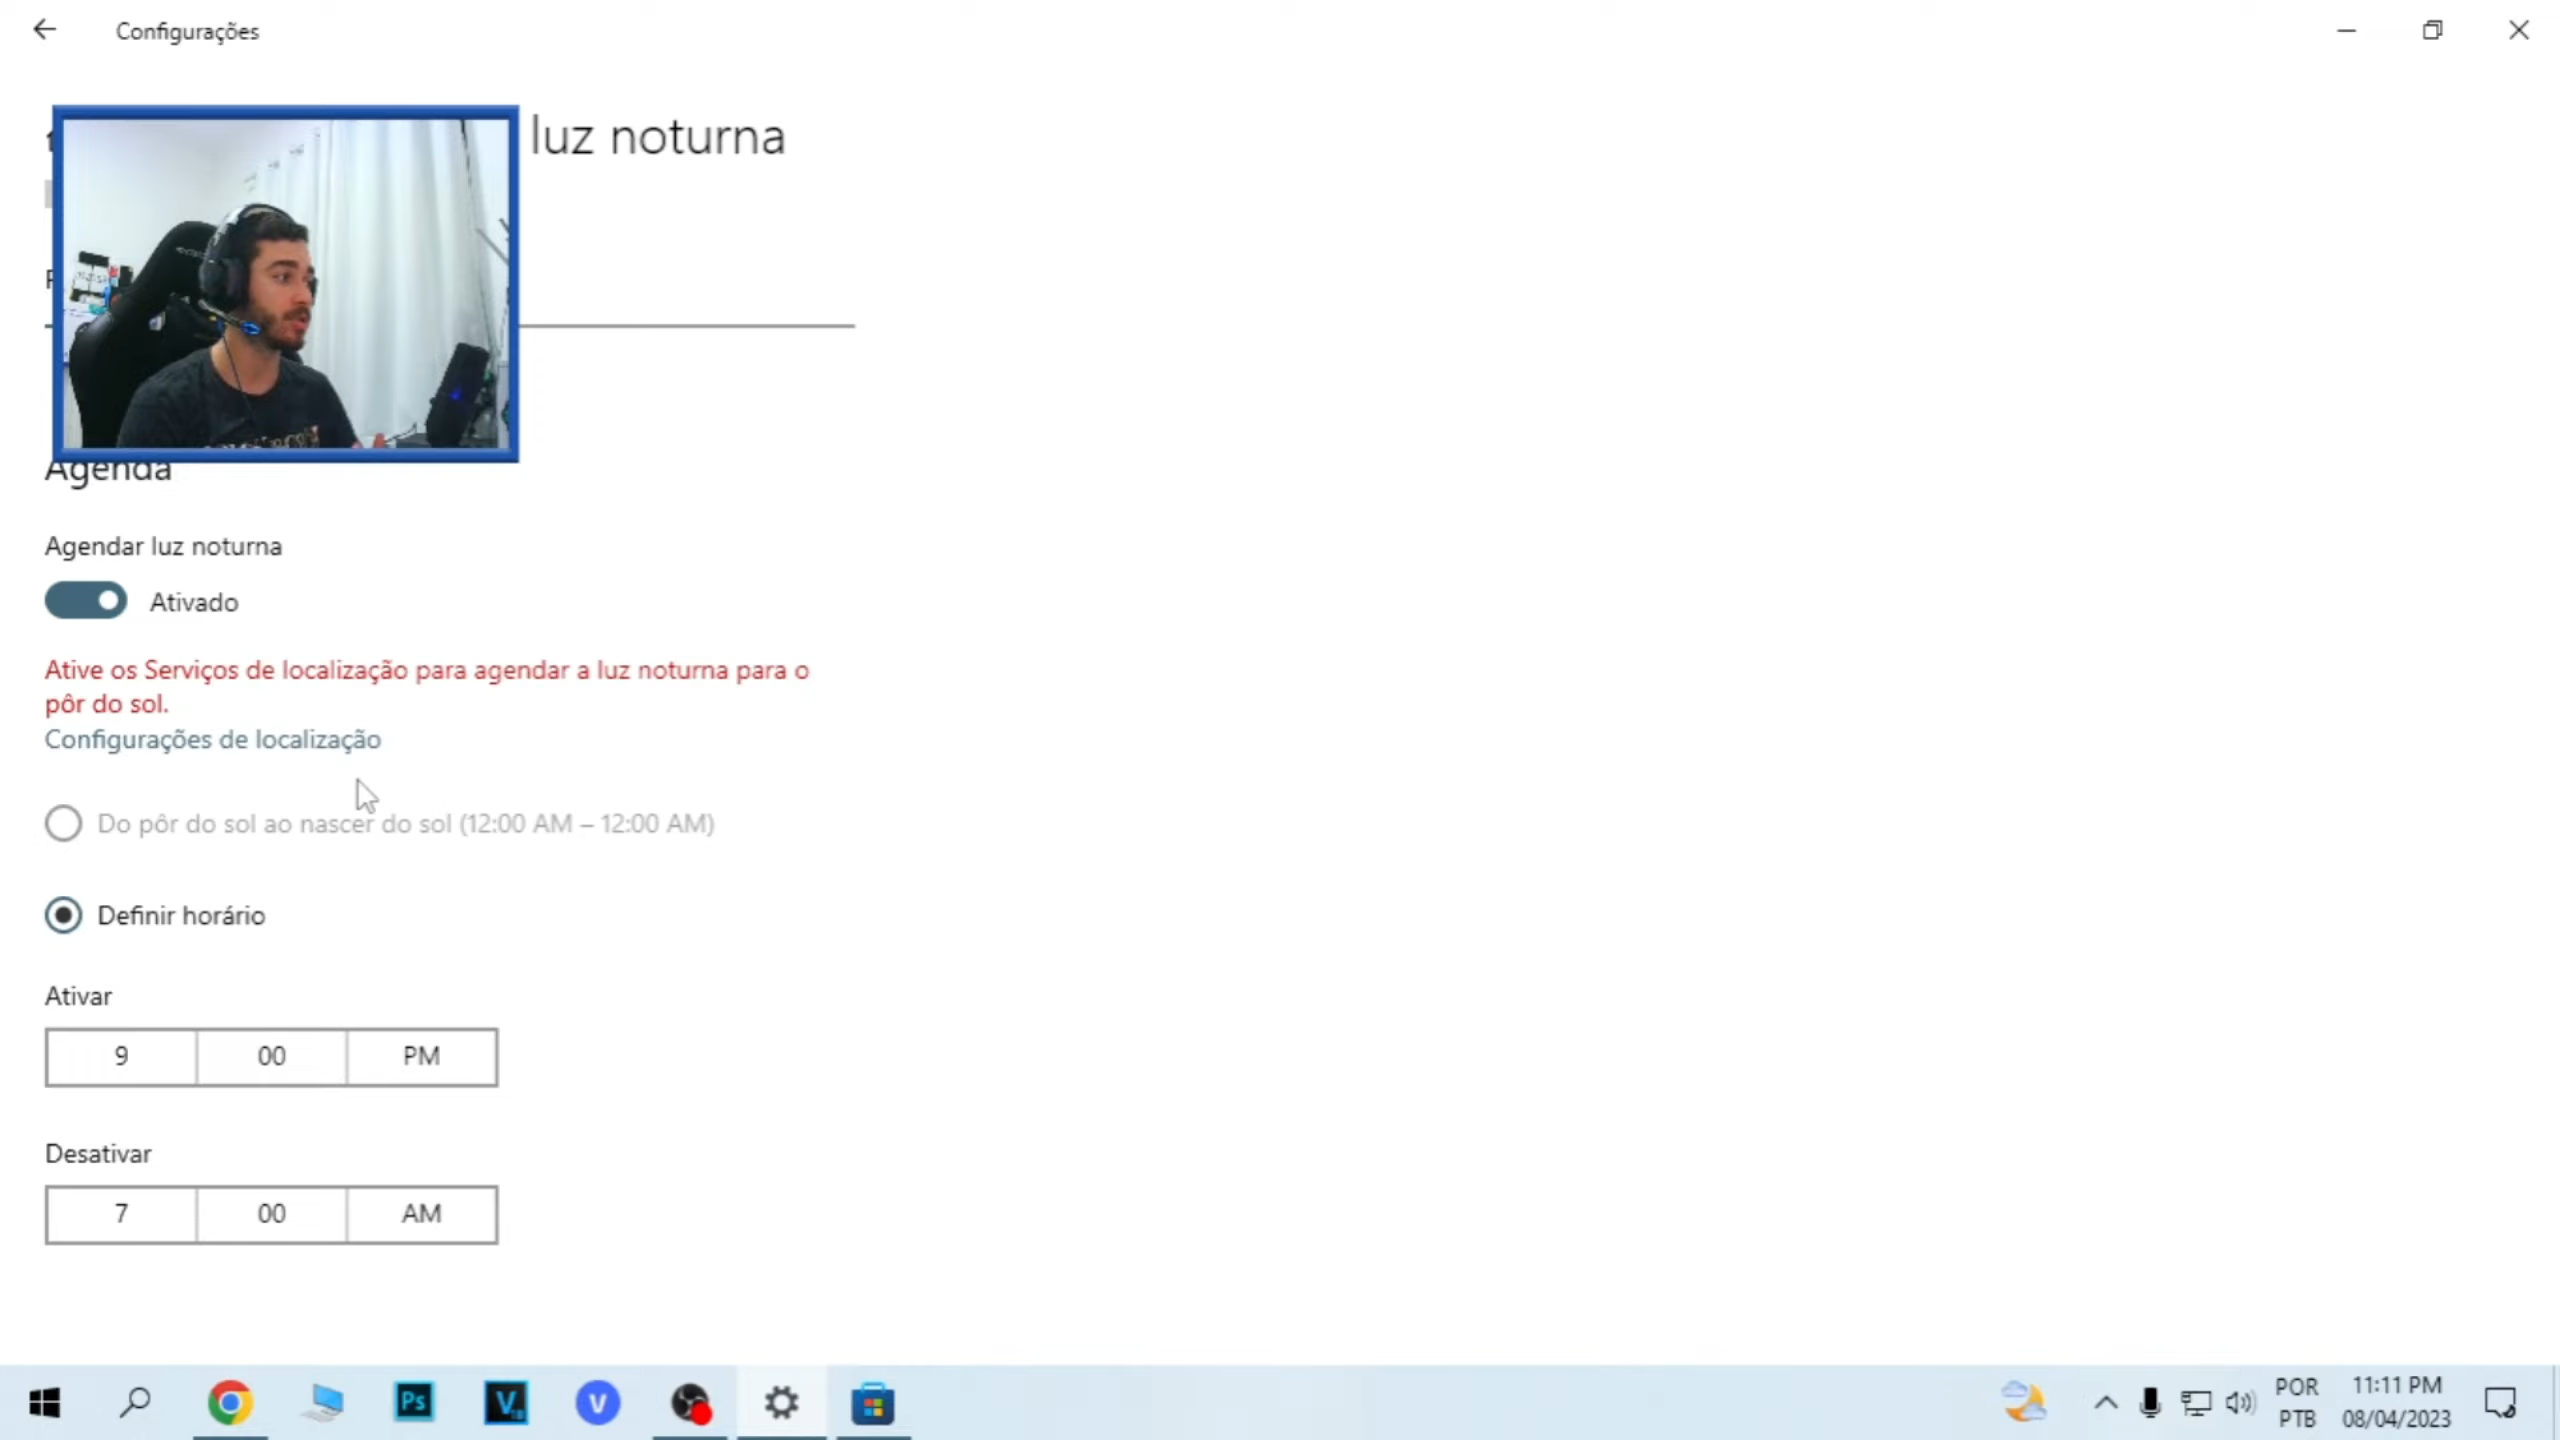 Configurações
luz noturna
Agenda
Agendar luz noturna
Ativado
Ative os Serviços de localização para agendar a luz noturna para o
pôr do sol.
Configurações de localização
Do pôr do sol ao nascer do sol (12:00 AM – 12:00 AM)
Definir horário
Ativar
9 00 PM
Desativar
7 00 AM
Ps
V
V
POR
PTB
11:11 PM
08/04/2023